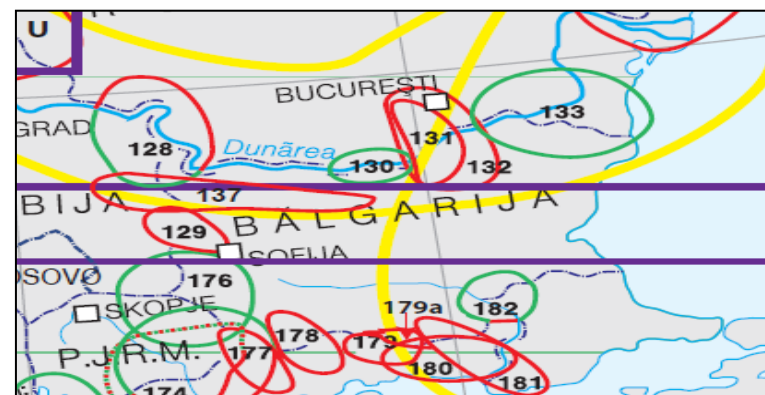 U
BUCUREŞTI
133
GRAD
131
128
Dunărea
130
132
137
BIJA
BALGARIJA
129
SOFIJA
OSOVO
176
SKOPJE
179a
182
178
179
P.J.R.M.
177
180
181
174